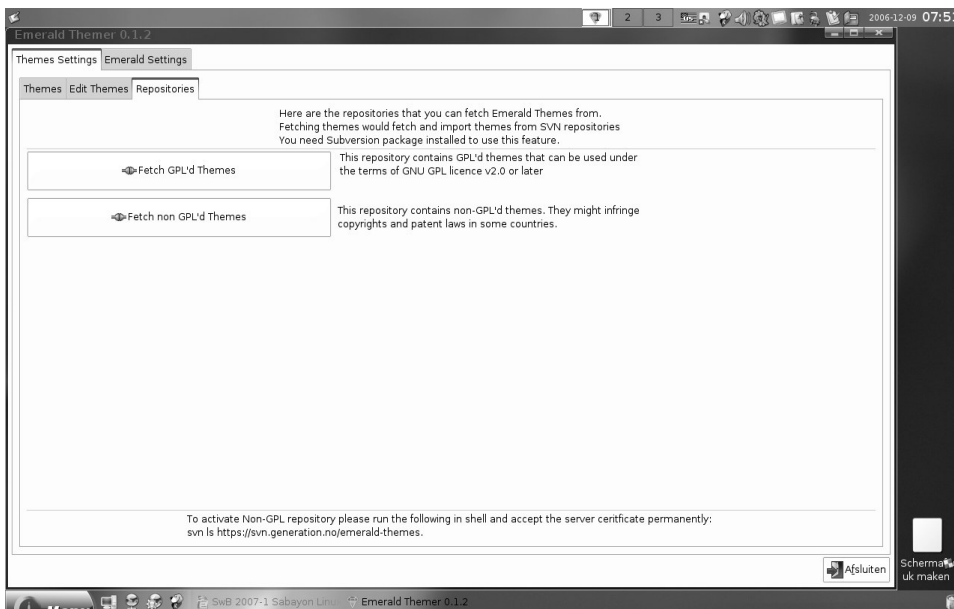 2 3 us 2006-12-09 07:51
Emerald Themer 0.1.2
Themes Settings Emerald Settings
Themes Edit Themes Repositories
Here are the repositories that you can fetch Emerald Themes from.
Fetching themes would fetch and import themes from SVN repositories
You need Subversion package installed to use this feature.
Fetch GPL'd Themes
This repository contains GPL'd themes that can be used under
the terms of GNU GPL licence v2.0 or later
Fetch non GPL'd Themes
This repository contains non-GPL'd themes. They might infringe
copyrights and patent laws in some countries.
To activate Non-GPL repository please run the following in shell and accept the server ceritficate permanently:
svn ls https://svn.generation.no/emerald-themes.
Afsluiten
Scherma
uk maken
SwB 2007-1 Sabayon Linu
Emerald Themer 0.1.2